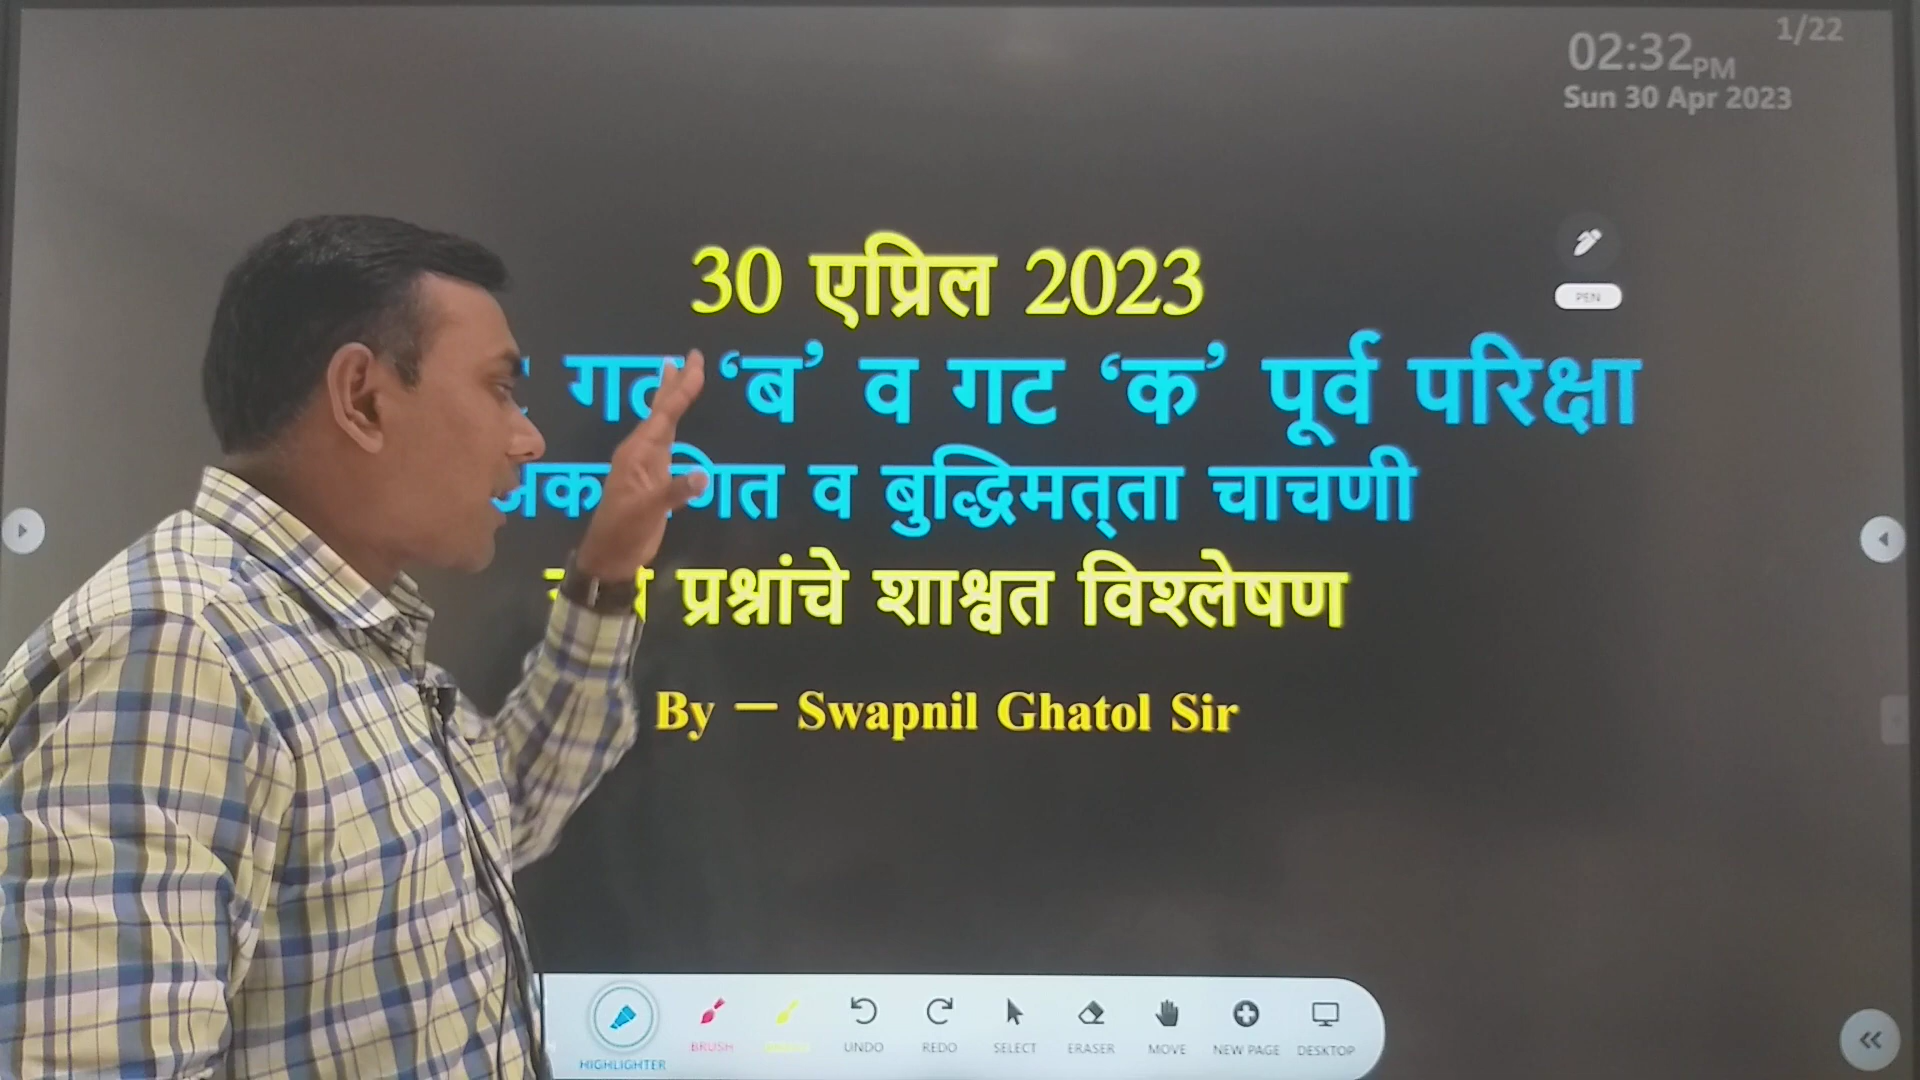 1/22
02:32PM
Sun 30 Apr 2023
30 एप्रिल 2023
PEN
गट ‘ब’ व गट ‘क’ पूर्व परिक्षा
व बुद्धिमत्‌ता चाचणी
प्रश्नांचे शाश्वत विश्लेषण
By – Swapnil Ghatol Sir
HIGHLIGHTER BRUSH UNDO REDO SELECT ERASER MOVE NEW PAGE DESKTOP